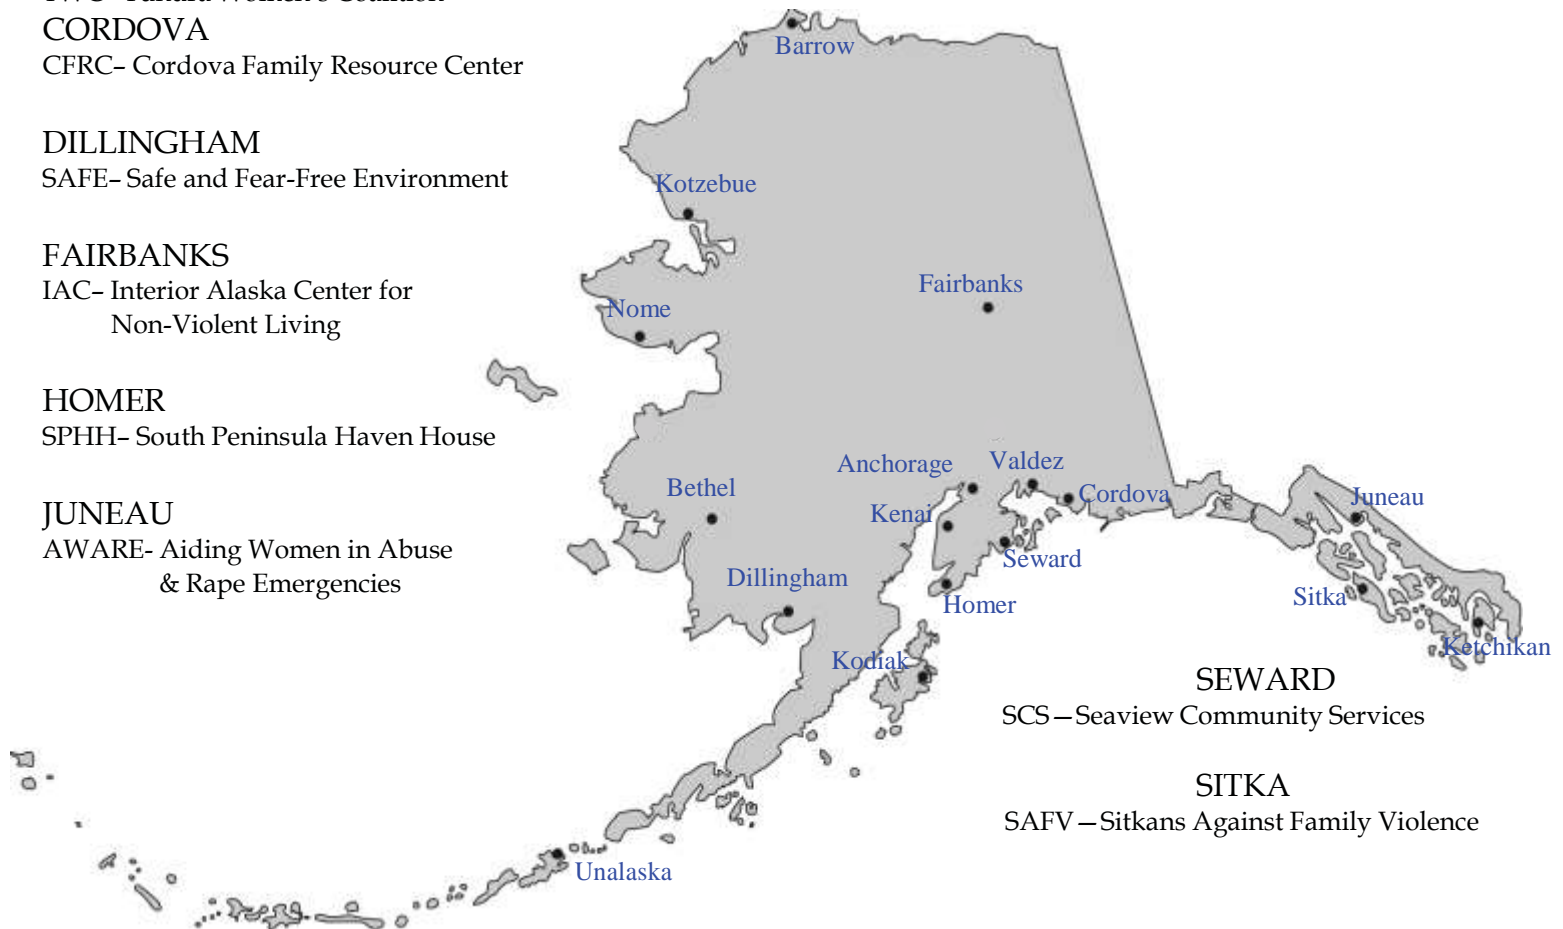 CORDOVA
CFRC– Cordova Family Resource Center
DILLINGHAM
SAFE– Safe and Fear-Free Environment
FAIRBANKS
IAC– Interior Alaska Center for
Non-Violent Living
HOMER
SPHH– South Peninsula Haven House
JUNEAU
AWARE- Aiding Women in Abuse
& Rape Emergencies
Barrow
Kotzebue
Fairbanks
Nome
Anchorage
Valdez
Bethel
Cordova
Juneau
Kenai
Seward
Dillingham
Homer
Sitka
Ketchikan
Kodiak
Unalaska
SEWARD
SCS—Seaview Community Services
SITKA
SAFV—Sitkans Against Family Violence